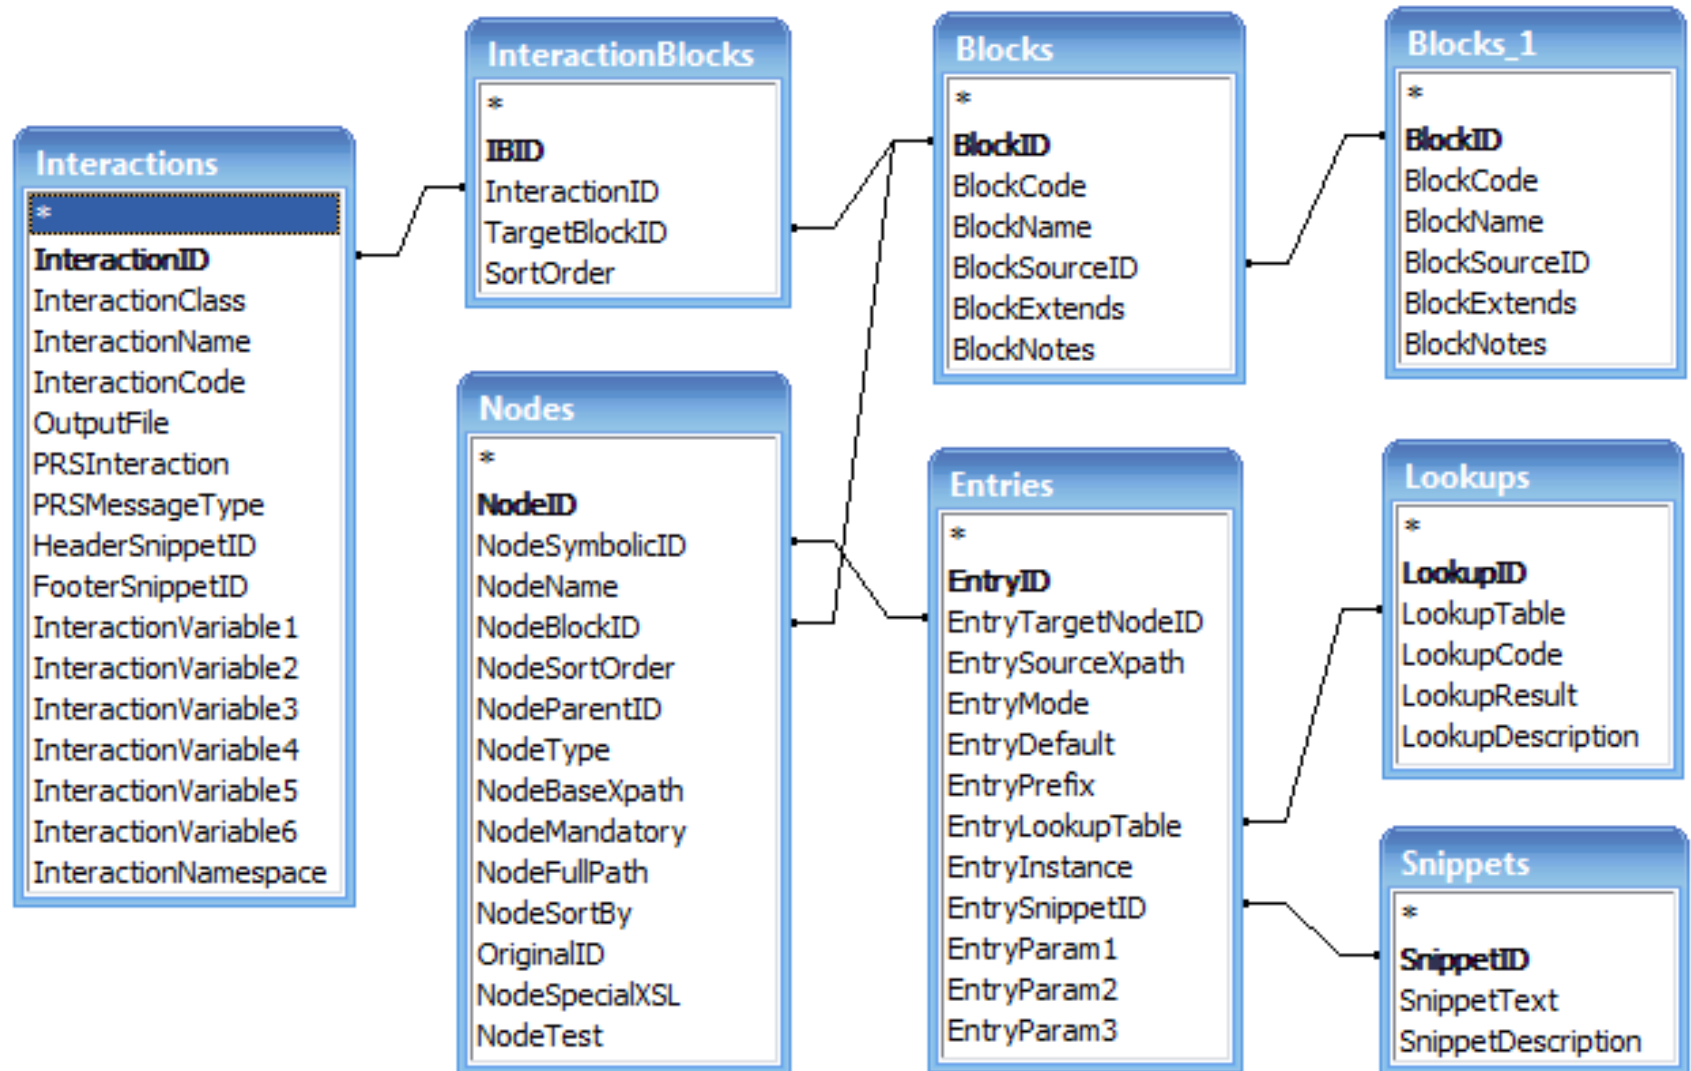 Interactions
*
InteractionID
InteractionClass
InteractionName
InteractionCode
OutputFile
PRSInteraction
PRSMessageType
HeaderSnippetID
FooterSnippetID
InteractionVariable1
InteractionVariable2
InteractionVariable3
InteractionVariable4
InteractionVariable5
InteractionVariable6
InteractionNamespace
InteractionBlocks
*
IBID
InteractionID
TargetBlockID
SortOrder
Nodes
*
NodeID
NodeSymbolicID
NodeName
NodeBlockID
NodeSortOrder
NodeParentID
NodeType
NodeBaseXpath
NodeMandatory
NodeFullPath
NodeSortBy
OriginalID
NodeSpecialXSL
NodeTest
Blocks
*
BlockID
BlockCode
BlockName
BlockSourceID
BlockExtends
BlockNotes
Entries
*
EntryID
EntryTargetNodeID
EntrySourceXpath
EntryMode
EntryDefault
EntryPrefix
EntryLookupTable
EntryInstance
EntrySnippetID
EntryParam1
EntryParam2
EntryParam3
Blocks_1
*
BlockID
BlockCode
BlockName
BlockSourceID
BlockExtends
BlockNotes
Lookups
*
LookupID
LookupTable
LookupCode
LookupResult
LookupDescription
Snippets
*
SnippetID
SnippetText
SnippetDescription